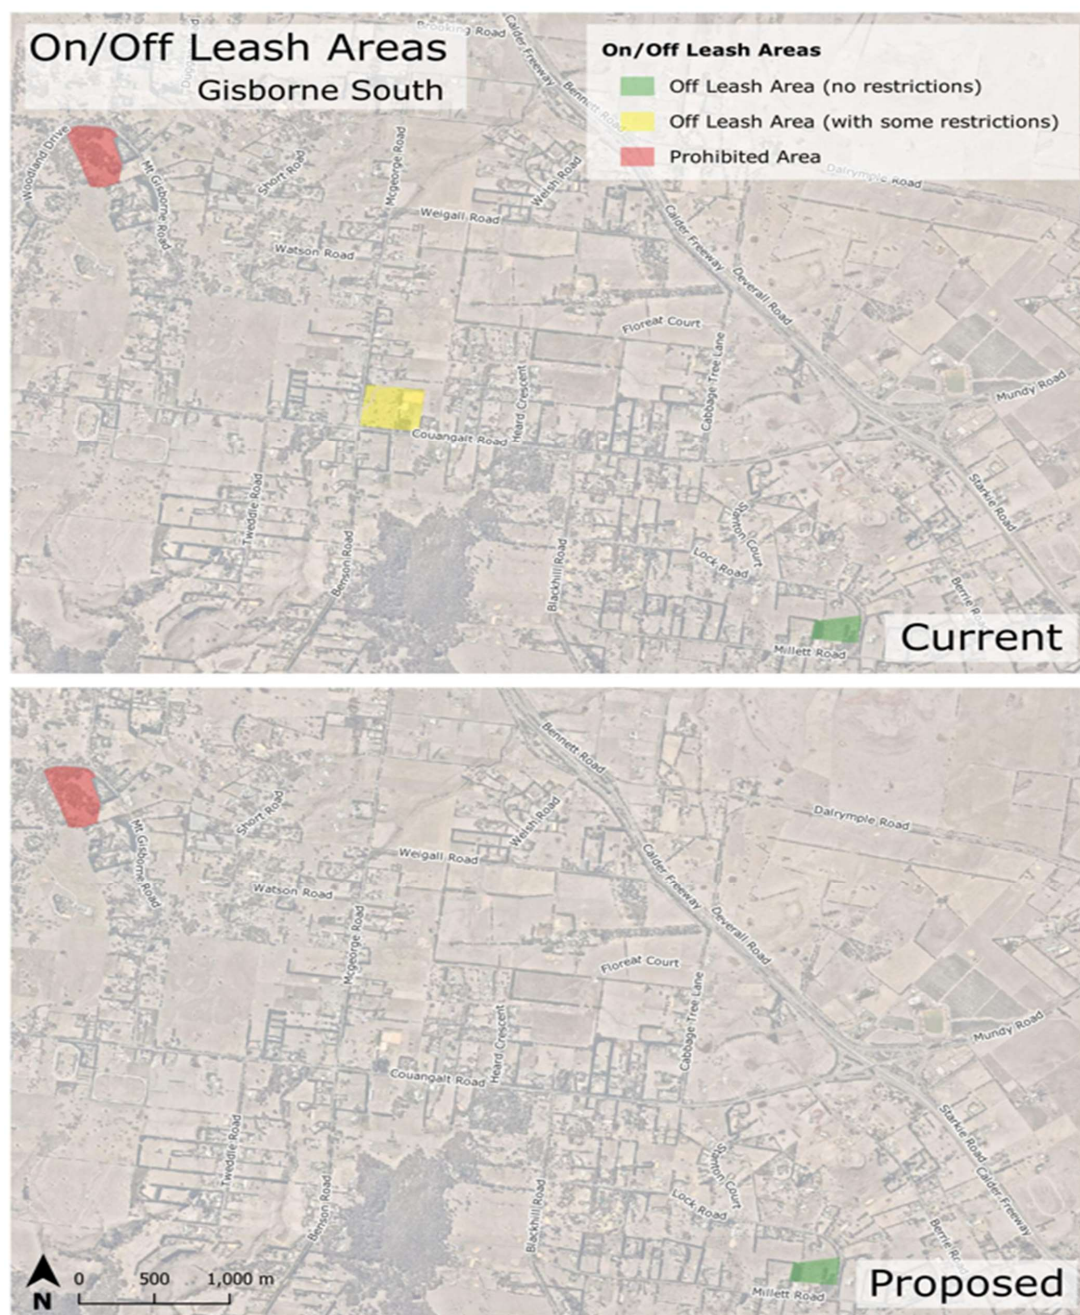 On/Off Leash Areas
Gisborne South
On/Off Leash Areas
Off Leash Area (no restrictions)
Off Leash Area (with some restrictions)
Prohibited Area
Road
Calder Freeway
Bennett Road
Dalrymple Road
Woodland Drive
Mt Gisborne Road
Short Road
Mcgeorge Road
Welsh Road
Weigall Road
Watson Road
Calder Freeway
Deverall Road
Floreat Court
Cabbage Tree Lane
Heard Crescent
Mundy Road
Couangalt Road
Tweddle Road
Benson Road
Blackhill Road
Stanton Court
Lock Road
Starkie Road
Berrie
Millett Road
Current
Bennett Road
Dalrymple Road
Short Road
Welsh Road
Mt Gisborne Road
Weigall Road
Calder Freeway
Watson Road
Mcgeorge Road
Deverall Road
Floreat Court
Cabbage Tree Lane
Heard Crescent
Mundy Road
Couangalt Road
Tweddle Road
Benson Road
Blackhill Road
Stanton Court
Lock Road
Starkie Road
Calder Freeway
Berrie
Millett Road
Proposed
N
0 500 1,000 m